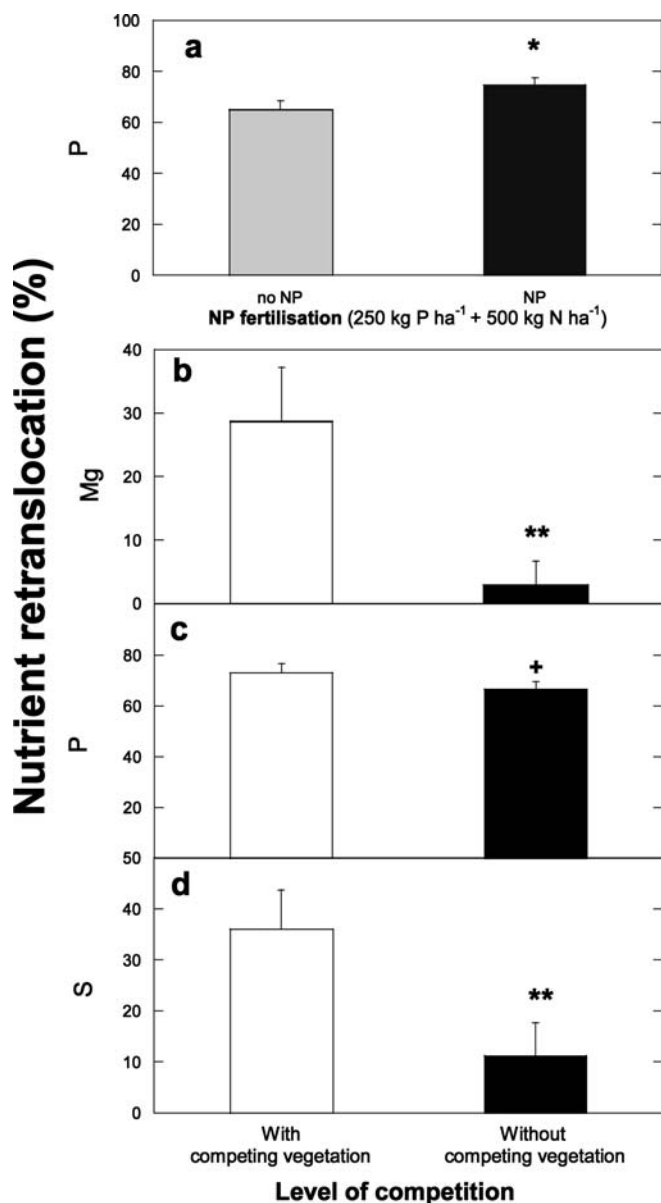 Nutrient retranslocation (%)
a
*
P
100
80
60
40
20
0
no NP NP
NP fertilisation (250 kg P ha⁻¹ + 500 kg N ha⁻¹)
b
**
Mg
40
30
20
10
0
c
+
P
80
60
40
20
50
d
**
S
40
30
20
10
0
With Without
competing vegetation competing vegetation
Level of competition